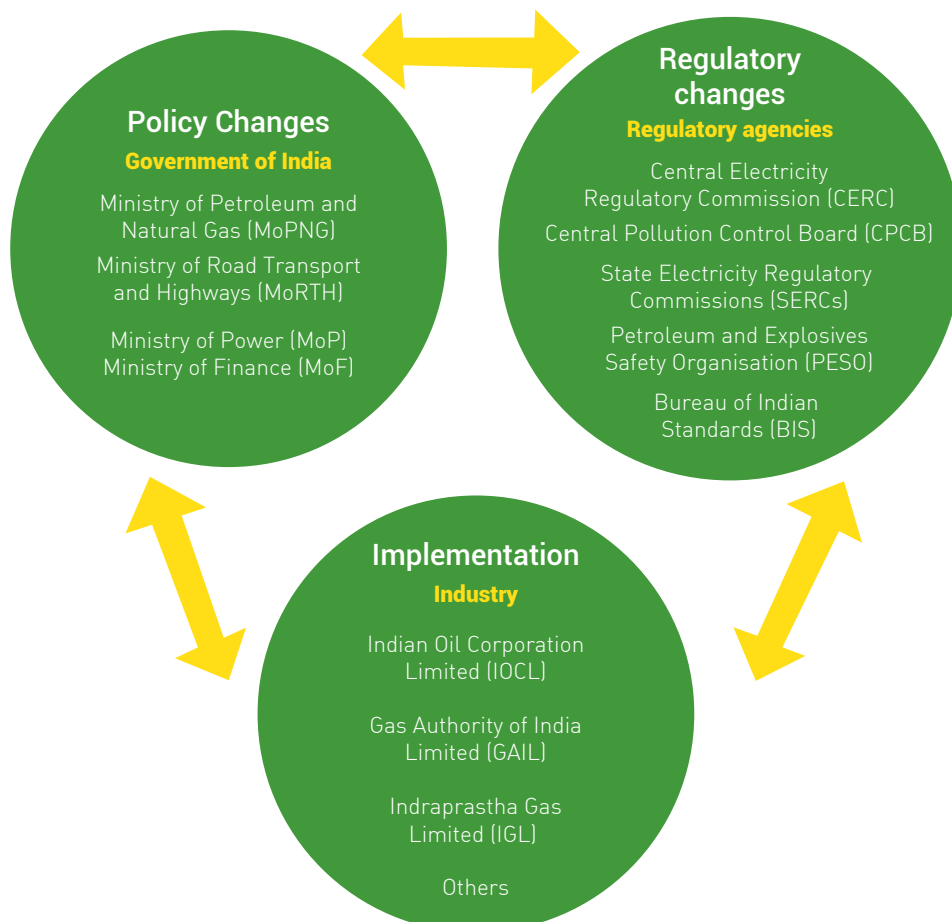 Policy Changes
Government of India
Ministry of Petroleum and
Natural Gas (MoPNG)
Ministry of Road Transport
and Highways (MoRTH)
Ministry of Power (MoP)
Ministry of Finance (MoF)
Regulatory
changes
Regulatory agencies
Central Electricity
Regulatory Commission (CERC)
Central Pollution Control Board (CPCB)
State Electricity Regulatory
Commissions (SERCs)
Petroleum and Explosives
Safety Organisation (PESO)
Bureau of Indian
Standards (BIS)
Implementation
Industry
Indian Oil Corporation
Limited (IOCL)
Gas Authority of India
Limited (GAIL)
Indraprastha Gas
Limited (IGL)
Others